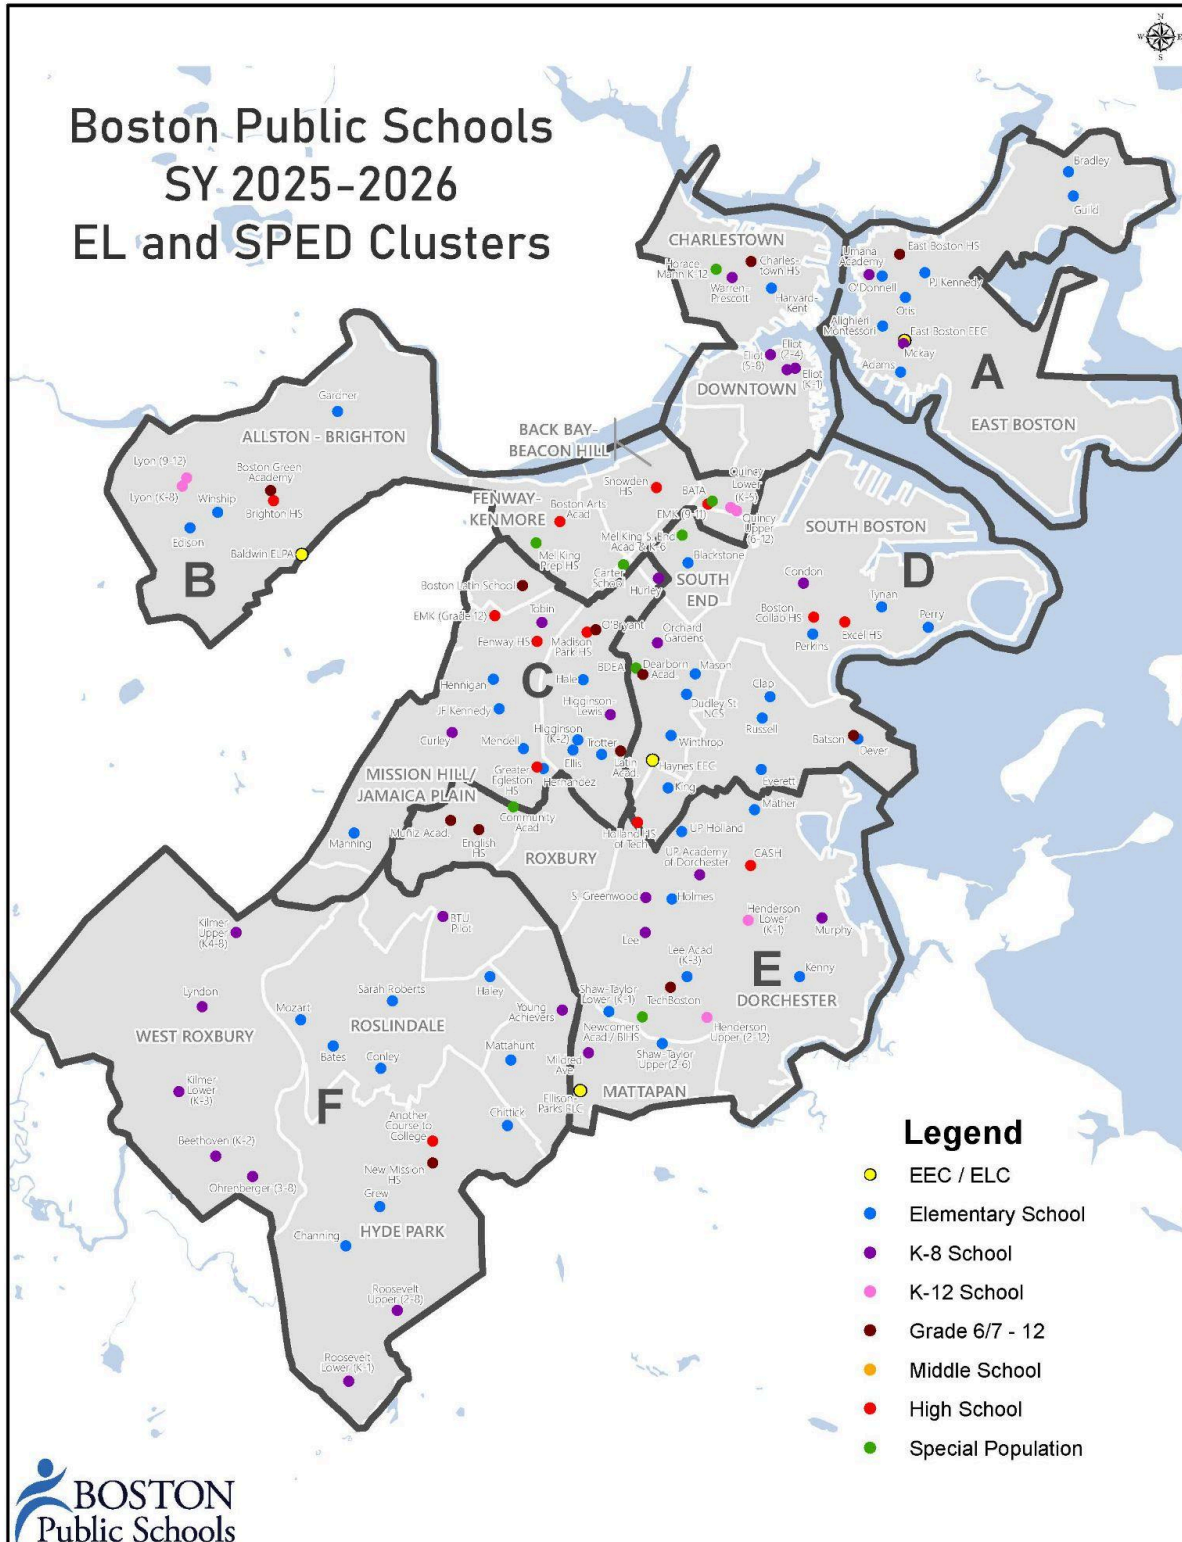 N
W
E
S
Boston Public Schools
SY 2025-2026
EL and SPED Clusters
Bradley
Guild
CHARLESTOWN
Horace
Mann K-12
Charles-
town HS
Warren-
Prescott
Harvard-
Kent
Umana
Academy
East Boston HS
O'Donnell
PJ Kennedy
Otis
Alighieri
Montessori
East Boston EEC
Mckay
Adams
A
EAST BOSTON
Eliot
(5-8)
Eliot
(2-4)
Eliot
(K-1)
DOWNTOWN
Gardner
ALLSTON - BRIGHTON
Lyon (9-12)
Lyon (K-8)
Boston Green
Academy
Winship
Brighton HS
Edison
Baldwin ELPA
B
BACK BAY-
BEACON HILL
FENWAY-
KENMORE
Snowden
HS
Boston Arts
Acad
BATA
EMK (9-11)
Quincy
Lower
(K-5)
Quincy
Upper
(6-12)
Mel King
Prep HS
Mel King S. End
Acad & K-6
Blackstone
Carter
School
Hurley
SOUTH
END
SOUTH BOSTON
D
Condon
Tynan
Boston
Collab HS
Excel HS
Perry
Perkins
Boston Latin School
EMK (Grade 12)
Tobin
O'Bryant
Fenway HS
Madison
Park HS
Orchard
Gardens
C
BDEA
Dearborn
Acad.
Mason
Hennigan
Hale
Dudley St
NCS
Clap
JF Kennedy
Higginson-
Lewis
Russell
Curley
Mendell
Higginson
(K-2)
Trotter
Winthrop
Batson
Dever
Ellis
Latin
Acad.
Haynes EEC
MISSION HILL/
JAMAICA PLAIN
Greater
Egleston
HS
Hernandez
King
Everett
Community
Acad
Mather
Manning
Muñiz Acad.
English
HS
Holland HS
of Tech
UP Holland
ROXBURY
UP Academy
of Dorchester
CASH
S. Greenwood
Holmes
Henderson
Lower
(K-1)
Murphy
Lee
Lee Acad
(K-3)
E
Kenny
DORCHESTER
Kilmer
Upper
(K4-8)
BTU
Pilot
Lyndon
Sarah Roberts
Haley
Shaw-Taylor
Lower (K-1)
TechBoston
Young
Achievers
Newcomers
Acad / BIHS
Henderson
Upper (2-12)
WEST ROXBURY
Mozart
ROSLINDALE
Bates
Conley
Mattahunt
Mildred
Ave
Shaw-Taylor
Upper (2-6)
Kilmer
Lower
(K-3)
F
Ellison-
Parks ELC
MATTAPAN
Another
Course to
College
Chittick
Beethoven (K-2)
New Mission
HS
Ohrenberger (3-8)
Grew
Channing
HYDE PARK
Roosevelt
Upper (2-8)
Roosevelt
Lower (K-1)
Legend
EEC / ELC
Elementary School
K-8 School
K-12 School
Grade 6/7 - 12
Middle School
High School
Special Population
BOSTON
Public Schools